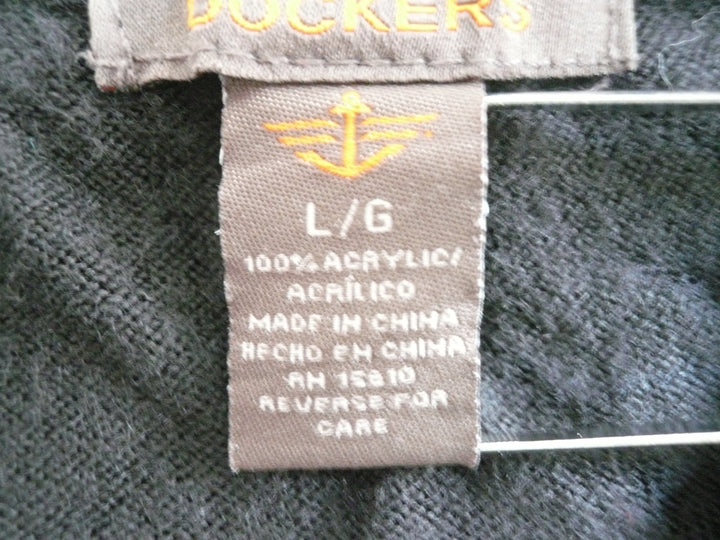 DOCKERS
L/G
100% ACRYLIC/
ACRÍLICO
MADE IN CHINA
HECHO EN CHINA
RN 15810
REVERSE FOR
CARE